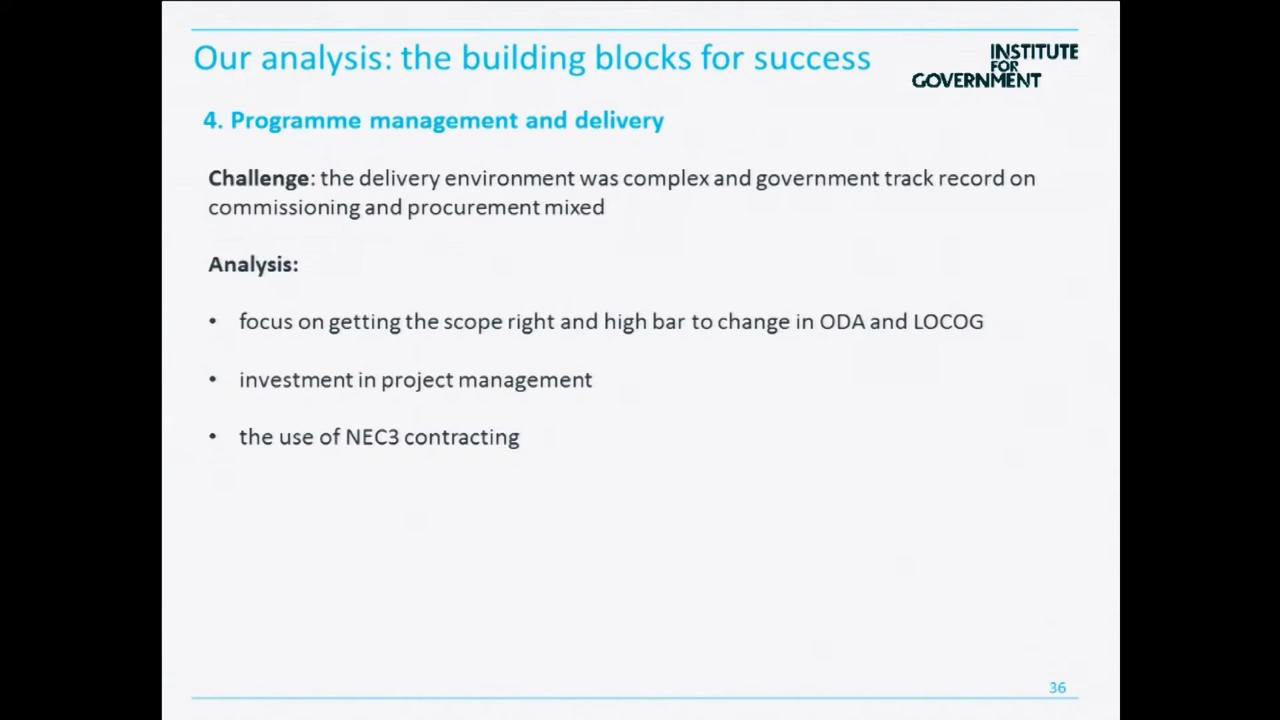 Our analysis: the building blocks for success
INSTITUTE
FOR
GOVERNMENT
4. Programme management and delivery
Challenge: the delivery environment was complex and government track record on
commissioning and procurement mixed
Analysis:
• focus on getting the scope right and high bar to change in ODA and LOCOG
• investment in project management
• the use of NEC3 contracting
36